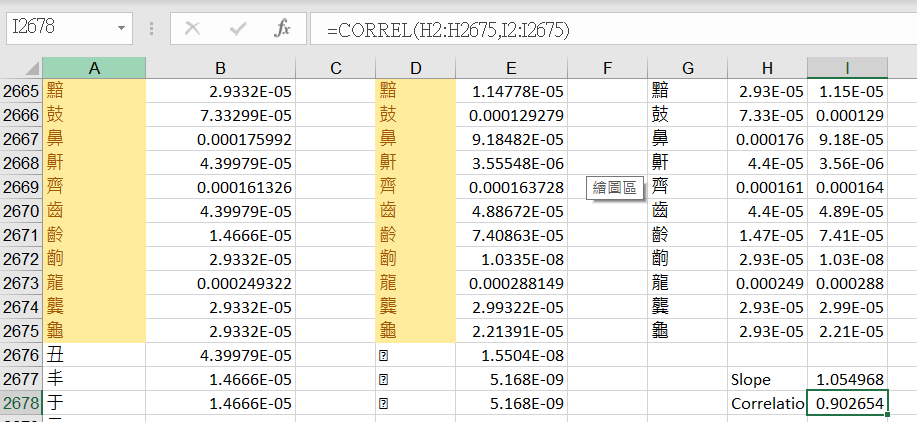 I2678 fx =CORREL(H2:H2675,I2:I2675)
A B C D E F G H I
2665 黯 2.9332E-05 黯 1.14778E-05 黯 2.93E-05 1.15E-05
2666 鼓 7.33299E-05 鼓 0.000129279 鼓 7.33E-05 0.000129
2667 鼻 0.000175992 鼻 9.18482E-05 鼻 0.000176 9.18E-05
2668 鼾 4.39979E-05 鼾 3.55548E-06 鼾 4.4E-05 3.56E-06
2669 齊 0.000161326 齊 0.000163728 繪圖區 齊 0.000161 0.000164
2670 齒 4.39979E-05 齒 4.88672E-05 齒 4.4E-05 4.89E-05
2671 齡 1.4666E-05 齡 7.40863E-05 齡 1.47E-05 7.41E-05
2672 齣 2.9332E-05 齣 1.0335E-08 齣 2.93E-05 1.03E-08
2673 龍 0.000249322 龍 0.000288149 龍 0.000249 0.000288
2674 龔 2.9332E-05 龔 2.99322E-05 龔 2.93E-05 2.99E-05
2675 龜 2.9332E-05 龜 2.21391E-05 龜 2.93E-05 2.21E-05
2676 丑 4.39979E-05 1.5504E-08
2677 丰 1.4666E-05 5.168E-09 Slope 1.054968
2678 于 1.4666E-05 5.168E-09 Correlatio 0.902654